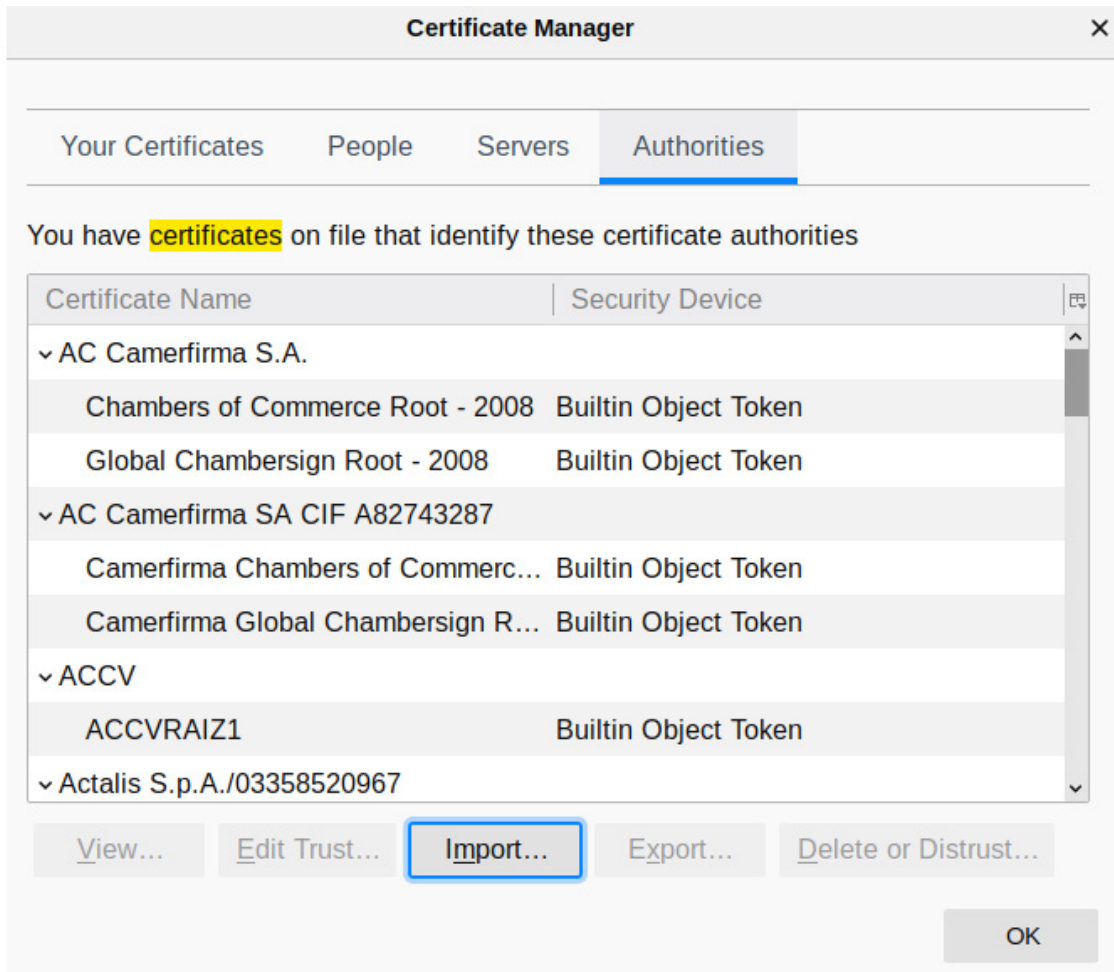 Certificate Manager
Your Certificates People Servers Authorities
You have certificates on file that identify these certificate authorities
Certificate Name Security Device
AC Camerfirma S.A.
Chambers of Commerce Root - 2008 Builtin Object Token
Global Chambersign Root - 2008 Builtin Object Token
AC Camerfirma SA CIF A82743287
Camerfirma Chambers of Commerc... Builtin Object Token
Camerfirma Global Chambersign R... Builtin Object Token
ACCV
ACCVRAIZ1 Builtin Object Token
Actalis S.p.A./03358520967
View... Edit Trust... Import... Export... Delete or Distrust...
OK